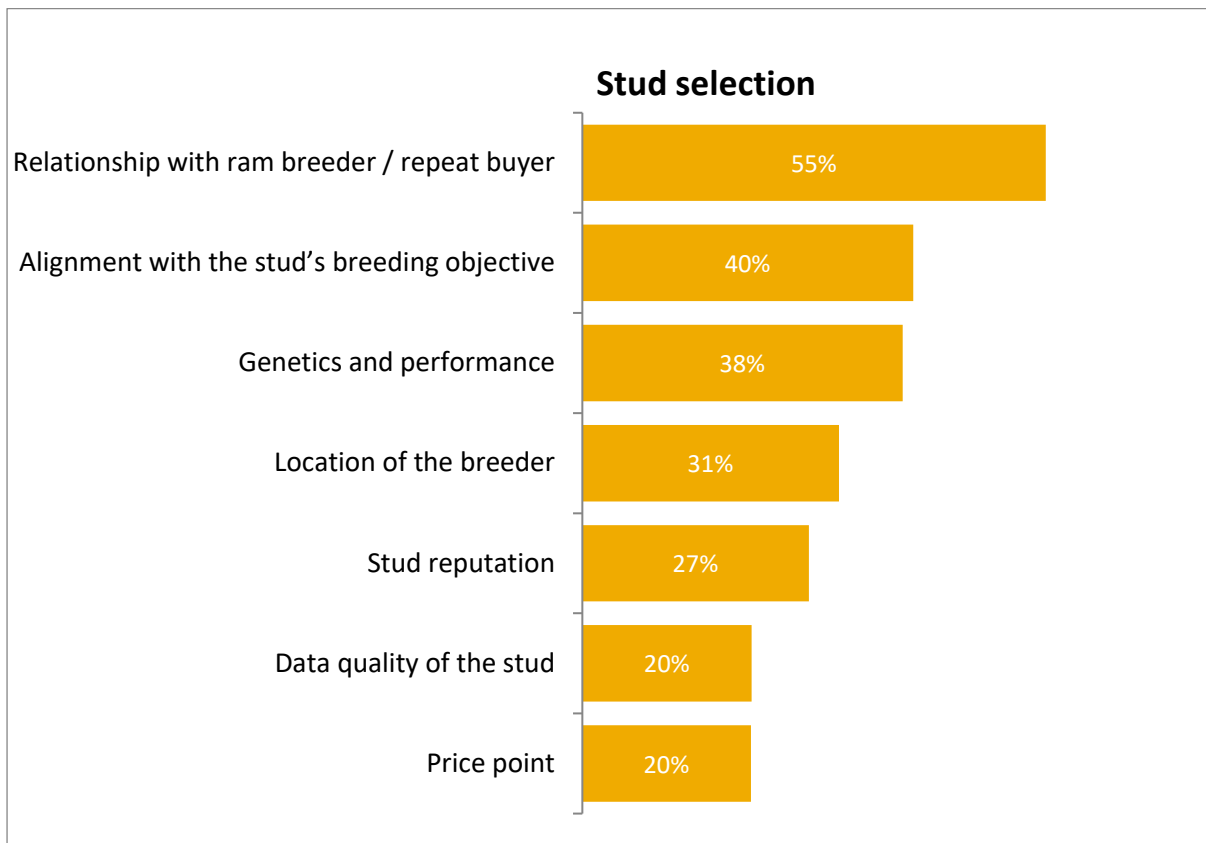 Stud selection
Relationship with ram breeder / repeat buyer
55%
Alignment with the stud’s breeding objective
40%
Genetics and performance
38%
Location of the breeder
31%
Stud reputation
27%
Data quality of the stud
20%
Price point
20%